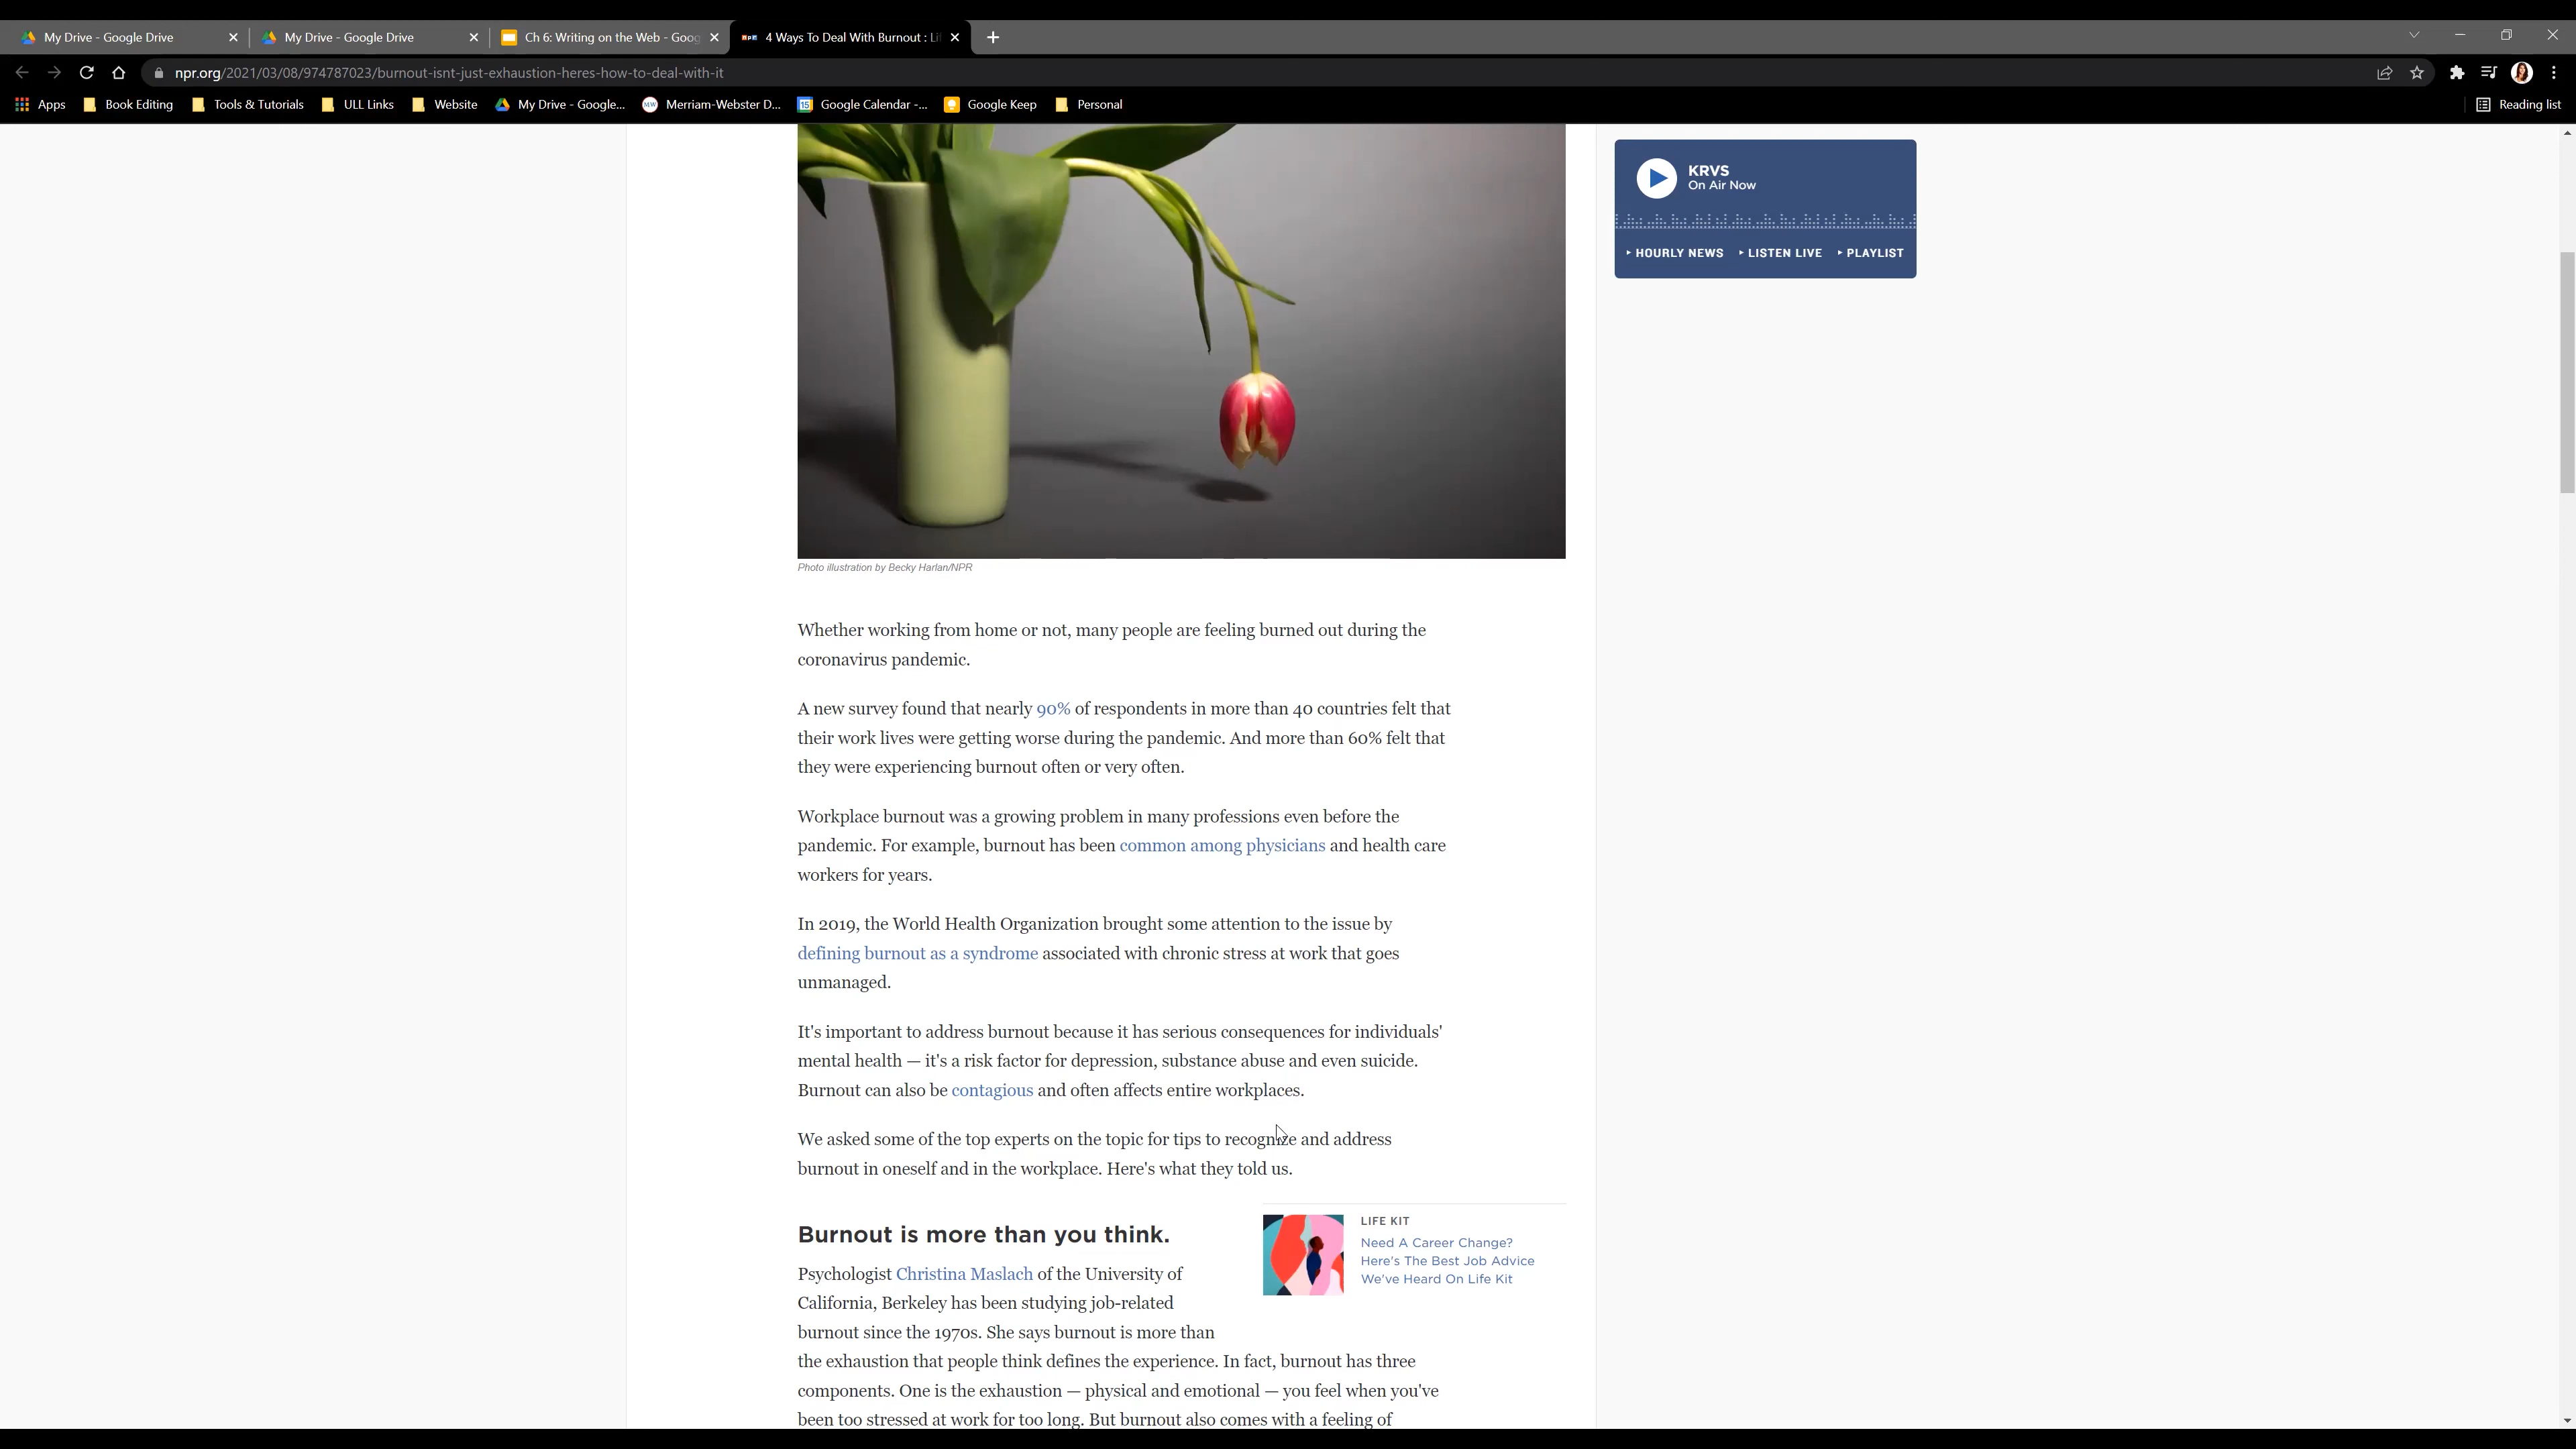 My Drive - Google Drive
My Drive - Google Drive
Ch 6: Writing on the Web - Goog
npr
4 Ways To Deal With Burnout : Li
npr.org/2021/03/08/974787023/burnout-isnt-just-exhaustion-heres-how-to-deal-with-it
Apps
Book Editing
Tools & Tutorials
ULL Links
Website
My Drive - Google...
MW
Merriam-Webster D...
15
Google Calendar -...
Google Keep
Personal
Reading list
KRVS
On Air Now
HOURLY NEWS
LISTEN LIVE
PLAYLIST
Photo illustration by Becky Harlan/NPR
Whether working from home or not, many people are feeling burned out during the
coronavirus pandemic.
A new survey found that nearly 90% of respondents in more than 40 countries felt that
their work lives were getting worse during the pandemic. And more than 60% felt that
they were experiencing burnout often or very often.
Workplace burnout was a growing problem in many professions even before the
pandemic. For example, burnout has been common among physicians and health care
workers for years.
In 2019, the World Health Organization brought some attention to the issue by
defining burnout as a syndrome associated with chronic stress at work that goes
unmanaged.
It's important to address burnout because it has serious consequences for individuals'
mental health — it's a risk factor for depression, substance abuse and even suicide.
Burnout can also be contagious and often affects entire workplaces.
We asked some of the top experts on the topic for tips to recognize and address
burnout in oneself and in the workplace. Here's what they told us.
Burnout is more than you think.
LIFE KIT
Need A Career Change?
Here's The Best Job Advice
We've Heard On Life Kit
Psychologist Christina Maslach of the University of
California, Berkeley has been studying job-related
burnout since the 1970s. She says burnout is more than
the exhaustion that people think defines the experience. In fact, burnout has three
components. One is the exhaustion — physical and emotional — you feel when you've
been too stressed at work for too long. But burnout also comes with a feeling of